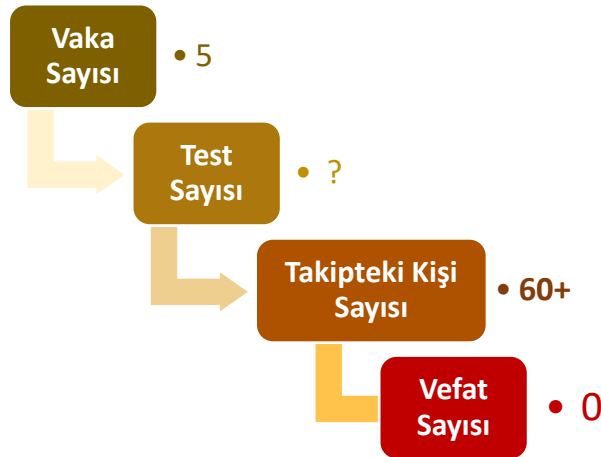 Vaka
Sayısı
• 5
Test
Sayısı
• ?
Takipteki Kişi
Sayısı
• 60+
Vefat
Sayısı
• 0